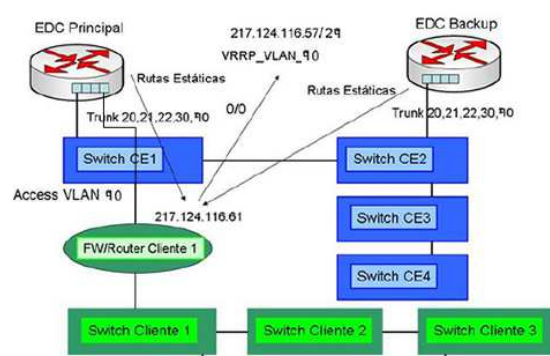 EDC Principal
217.124.116.57/29
VRRP_VLAN_90
EDC Backup
Rutas Estáticas
0/0
Rutas Estáticas
Trunk 20,21,22,30,90
Trunk 20,21,22,30,90
Switch CE1
Switch CE2
Access VLAN 90
217.124.116.61
Switch CE3
FW/Router Cliente 1
Switch CE4
Switch Cliente 1
Switch Cliente 2
Switch Cliente 3